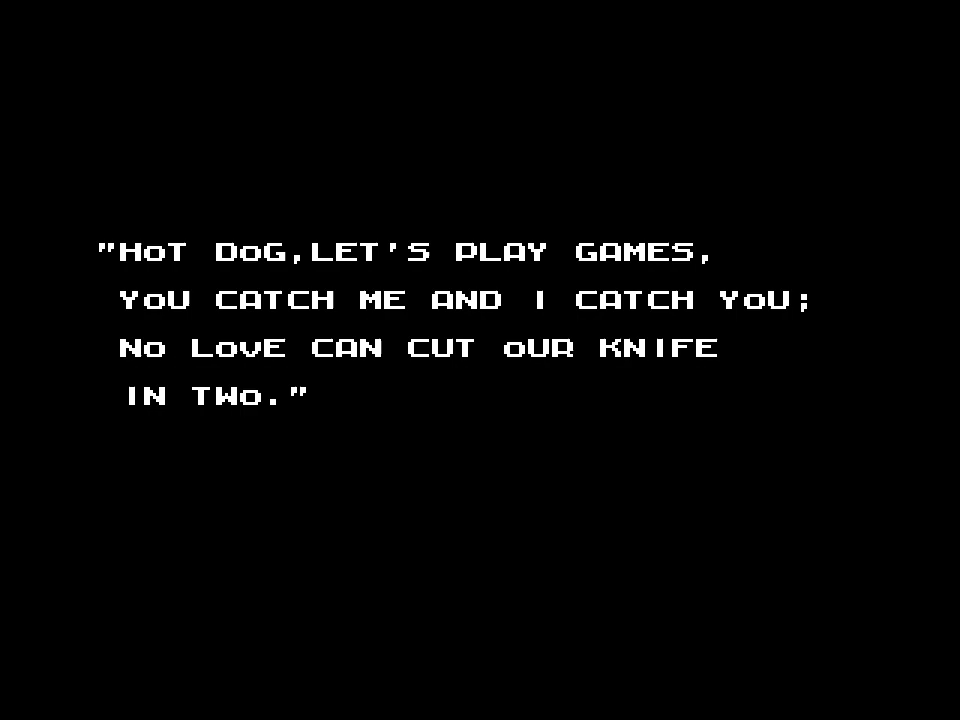 "HoT DoG,LET'S PLAY GAMES,
YoU CATCH ME AND I CATCH YoU;
No LovE CAN CUT oUR KNIFE
IN TWo."